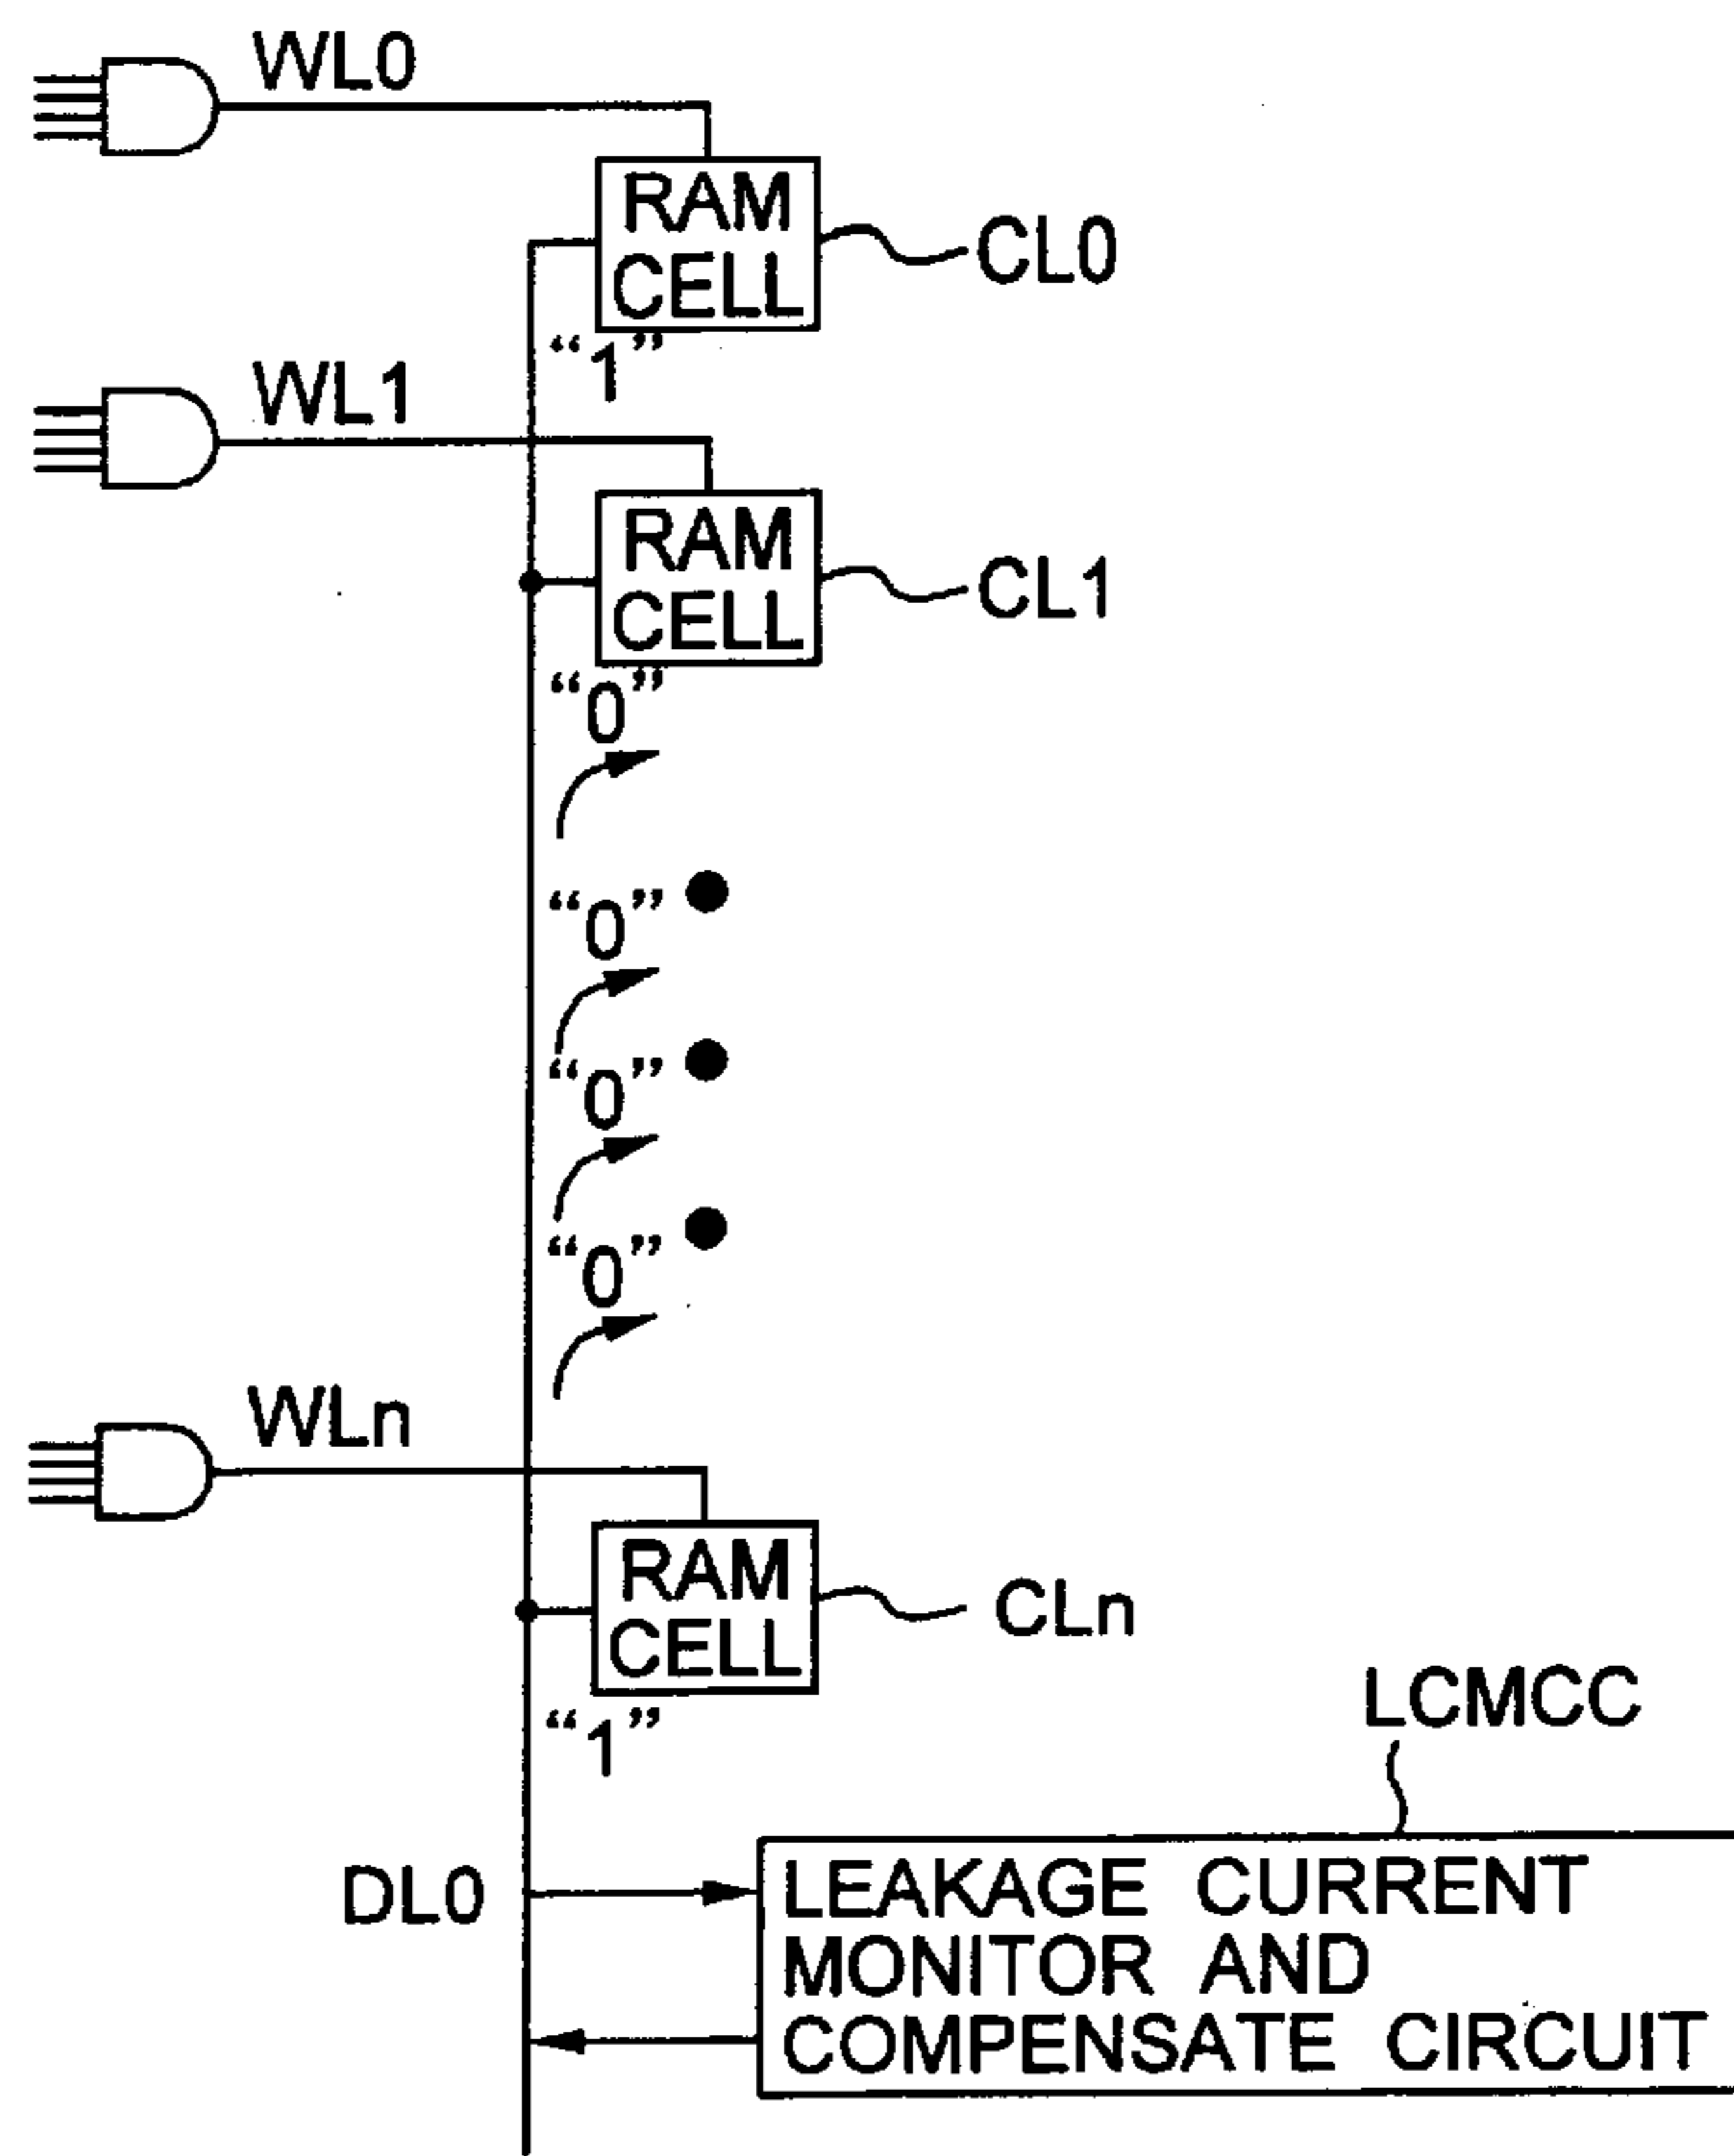 WL0
RAM
CELL
CL0
“1”
WL1
RAM
CELL
CL1
“0”
“0”
“0”
“0”
WLn
RAM
CELL
CLn
“1”
LCMCC
DL0
LEAKAGE CURRENT
MONITOR AND
COMPENSATE CIRCUIT